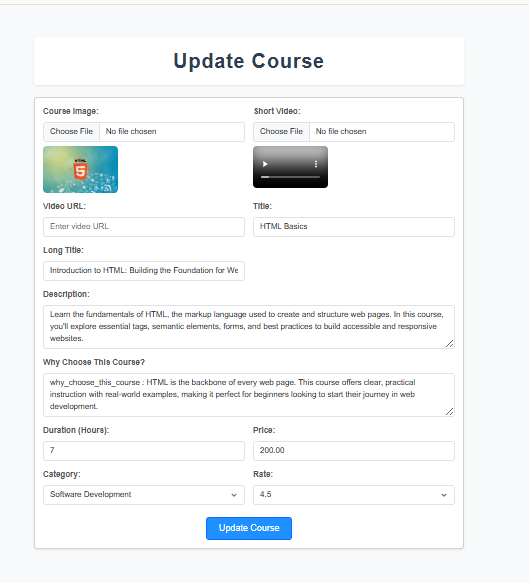 Update Course
Course Image: Short Video:
Choose File No file chosen Choose File No file chosen
HTML
5
Video URL: Title:
Enter video URL HTML Basics
Long Title:
Introduction to HTML: Building the Foundation for We
Description:
Learn the fundamentals of HTML, the markup language used to create and structure web pages. In this course,
you'll explore essential tags, semantic elements, forms, and best practices to build accessible and responsive
websites.
Why Choose This Course?
why_choose_this_course : HTML is the backbone of every web page. This course offers clear, practical
instruction with real-world examples, making it perfect for beginners looking to start their journey in web
development.
Duration (Hours): Price:
7 200.00
Category: Rate:
Software Development 4.5
Update Course